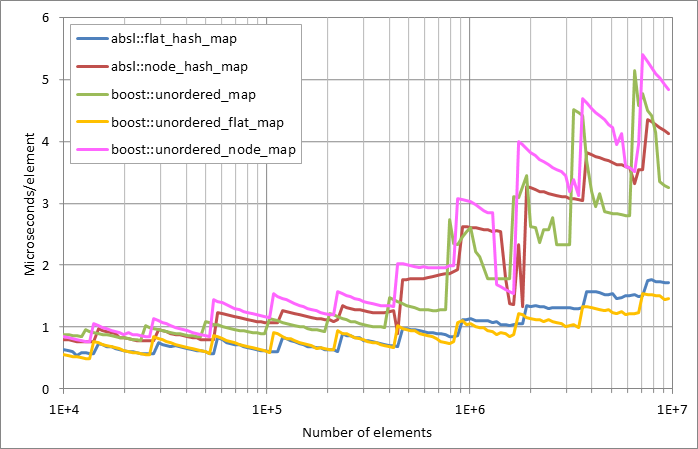 6
5
4
3
2
1
0
Microseconds/element
absl::flat_hash_map
absl::node_hash_map
boost::unordered_map
boost::unordered_flat_map
boost::unordered_node_map
1E+4 1E+5 1E+6 1E+7
Number of elements